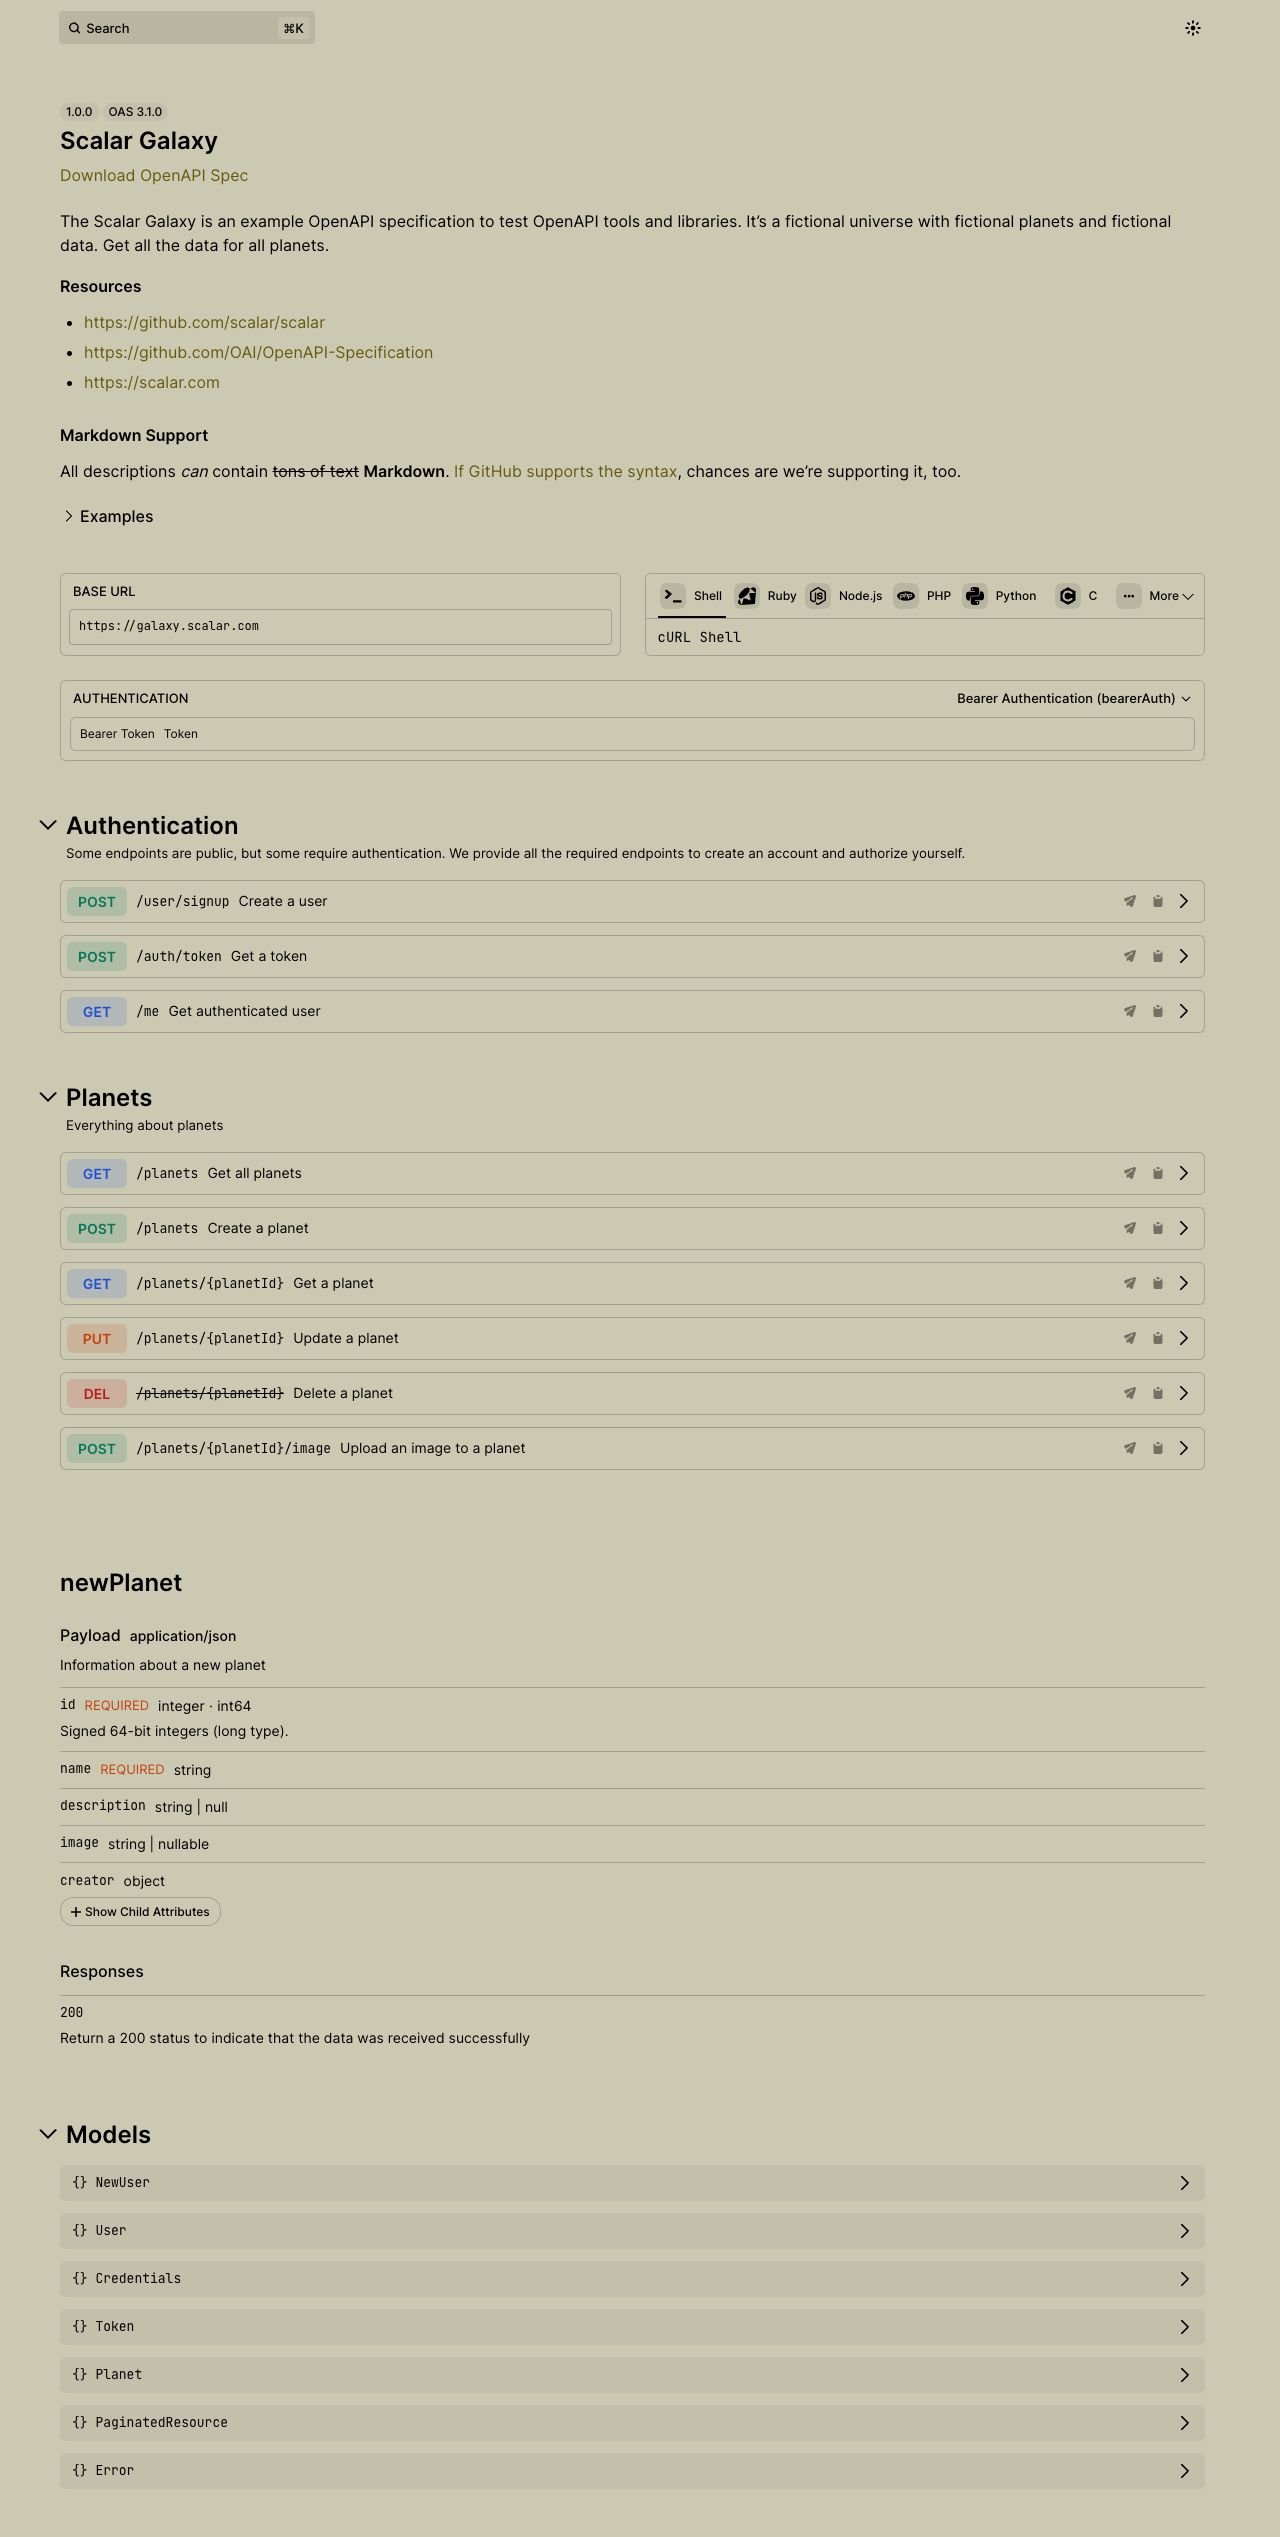 Search ⌘K
1.0.0 OAS 3.1.0
Scalar Galaxy
Download OpenAPI Spec
The Scalar Galaxy is an example OpenAPI specification to test OpenAPI tools and libraries. It’s a fictional universe with fictional planets and fictional
data. Get all the data for all planets.
Resources
• https://github.com/scalar/scalar
• https://github.com/OAI/OpenAPI-Specification
• https://scalar.com
Markdown Support
All descriptions can contain tons of text Markdown. If GitHub supports the syntax, chances are we’re supporting it, too.
Examples
BASE URL
https://galaxy.scalar.com
Shell Ruby Node.js PHP Python C More
cURL Shell
AUTHENTICATION Bearer Authentication (bearerAuth)
Bearer Token Token
Authentication
Some endpoints are public, but some require authentication. We provide all the required endpoints to create an account and authorize yourself.
POST /user/signup Create a user
POST /auth/token Get a token
GET /me Get authenticated user
Planets
Everything about planets
GET /planets Get all planets
POST /planets Create a planet
GET /planets/{planetId} Get a planet
PUT /planets/{planetId} Update a planet
DEL /planets/{planetId} Delete a planet
POST /planets/{planetId}/image Upload an image to a planet
newPlanet
Payload application/json
Information about a new planet
id REQUIRED integer · int64
Signed 64-bit integers (long type).
name REQUIRED string
description string | null
image string | nullable
creator object
+ Show Child Attributes
Responses
200
Return a 200 status to indicate that the data was received successfully
Models
{} NewUser
{} User
{} Credentials
{} Token
{} Planet
{} PaginatedResource
{} Error